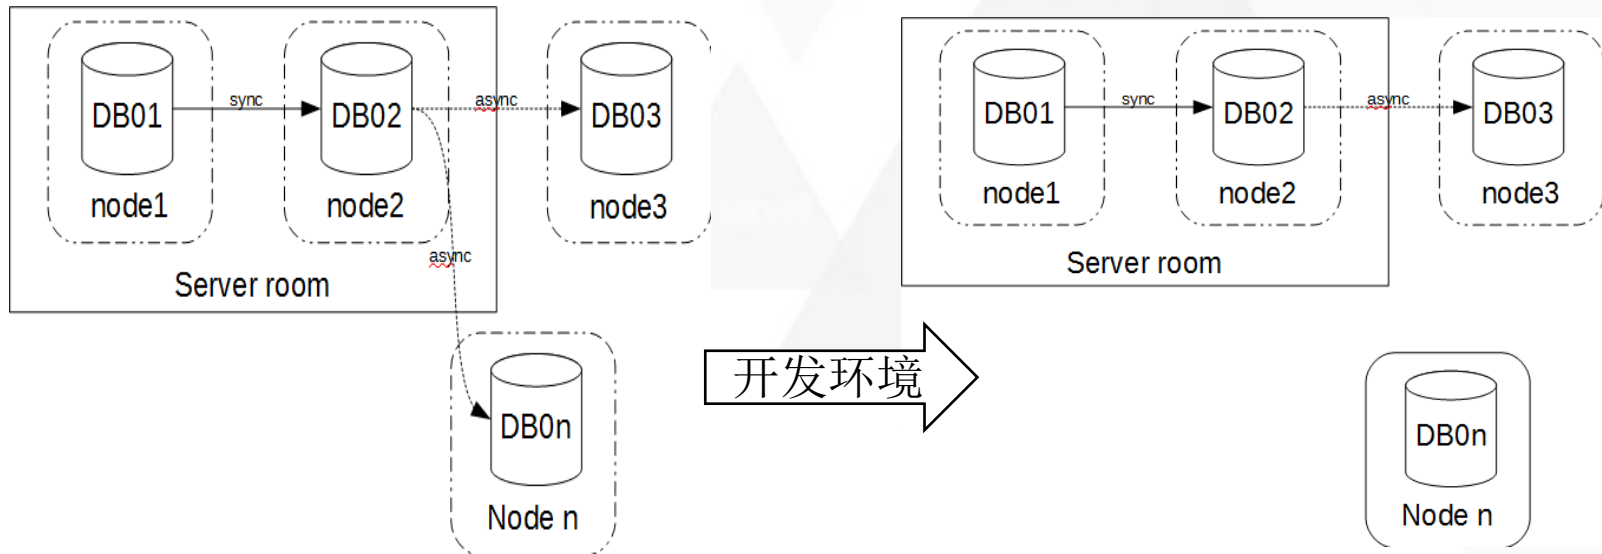 DB01
sync
DB02
async
DB03
node1
node2
node3
async
Server room
DB0n
Node n
开发环境
DB01
sync
DB02
async
DB03
node1
node2
node3
Server room
DB0n
Node n